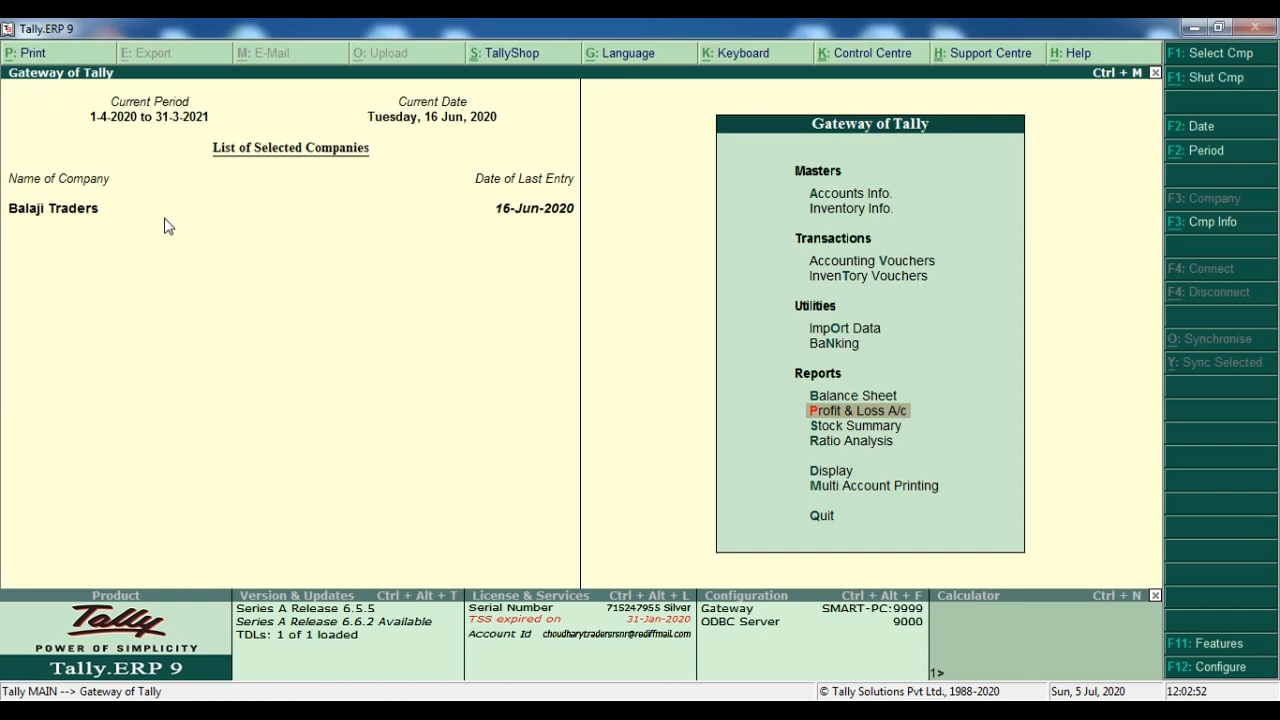 Tally.ERP 9
P: Print
E: Export
M: E-Mail
O: Upload
S: TallyShop
G: Language
K: Keyboard
K: Control Centre
H: Support Centre
H: Help
Gateway of Tally
Ctrl + M
Current Period
1-4-2020 to 31-3-2021
Current Date
Tuesday, 16 Jun, 2020
List of Selected Companies
Name of Company
Date of Last Entry
Balaji Traders
16-Jun-2020
Gateway of Tally
Masters
Accounts Info.
Inventory Info.
Transactions
Accounting Vouchers
InvenTory Vouchers
Utilities
ImpOrt Data
BaNking
Reports
Balance Sheet
Profit & Loss A/c
Stock Summary
Ratio Analysis
Display
Multi Account Printing
Quit
F1: Select Cmp
F1: Shut Cmp
F2: Date
F2: Period
F3: Company
F3: Cmp Info
F4: Connect
F4: Disconnect
O: Synchronise
Y: Sync Selected
F11: Features
F12: Configure
Product
Tally
POWER OF SIMPLICITY
Tally.ERP 9
Version & Updates Ctrl + Alt + T
Series A Release 6.5.5
Series A Release 6.6.2 Available
TDLs: 1 of 1 loaded
License & Services Ctrl + Alt + L
Serial Number 715247955 Silver
TSS expired on 31-Jan-2020
Account Id choudharytradersrsnr@rediffmail.com
Configuration Ctrl + Alt + F
Gateway SMART-PC:9999
ODBC Server 9000
Calculator Ctrl + N
1>
Tally MAIN --> Gateway of Tally
© Tally Solutions Pvt Ltd., 1988-2020
Sun, 5 Jul, 2020
12:02:52